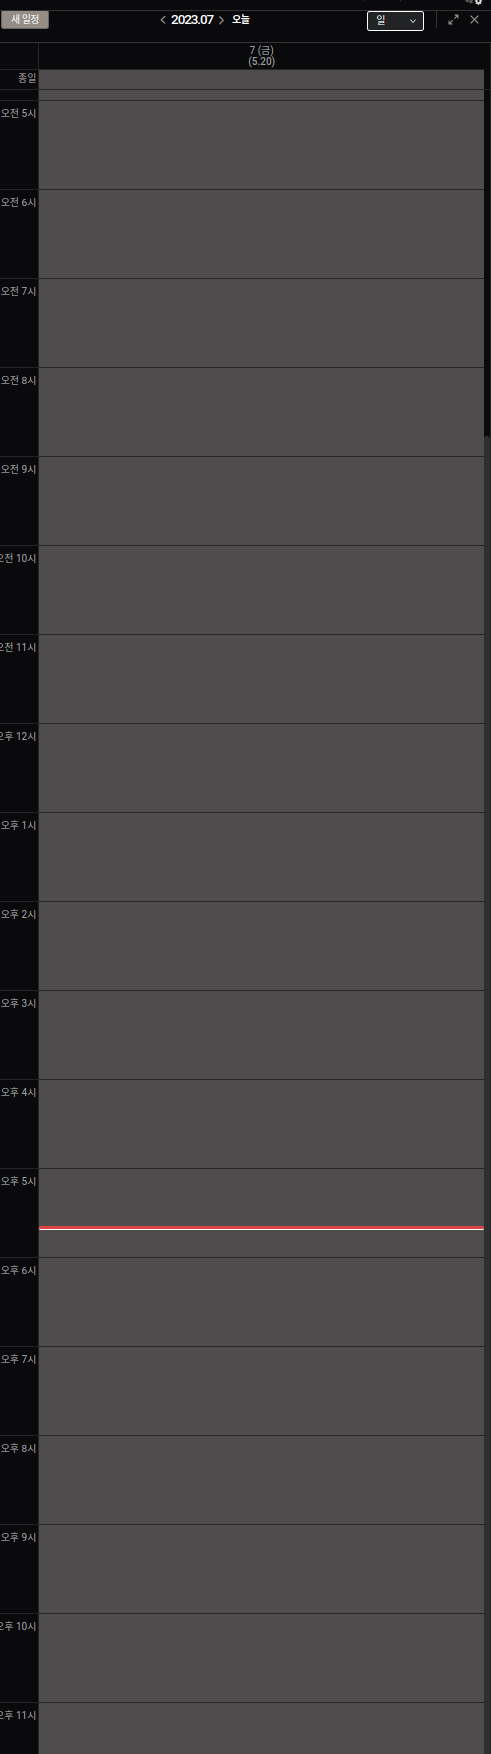 새 일정
2023.07
오늘
일
7 (금)
(5.20)
종일
오전 5시
오전 6시
오전 7시
오전 8시
오전 9시
오전 10시
오전 11시
오후 12시
오후 1시
오후 2시
오후 3시
오후 4시
오후 5시
오후 6시
오후 7시
오후 8시
오후 9시
오후 10시
오후 11시